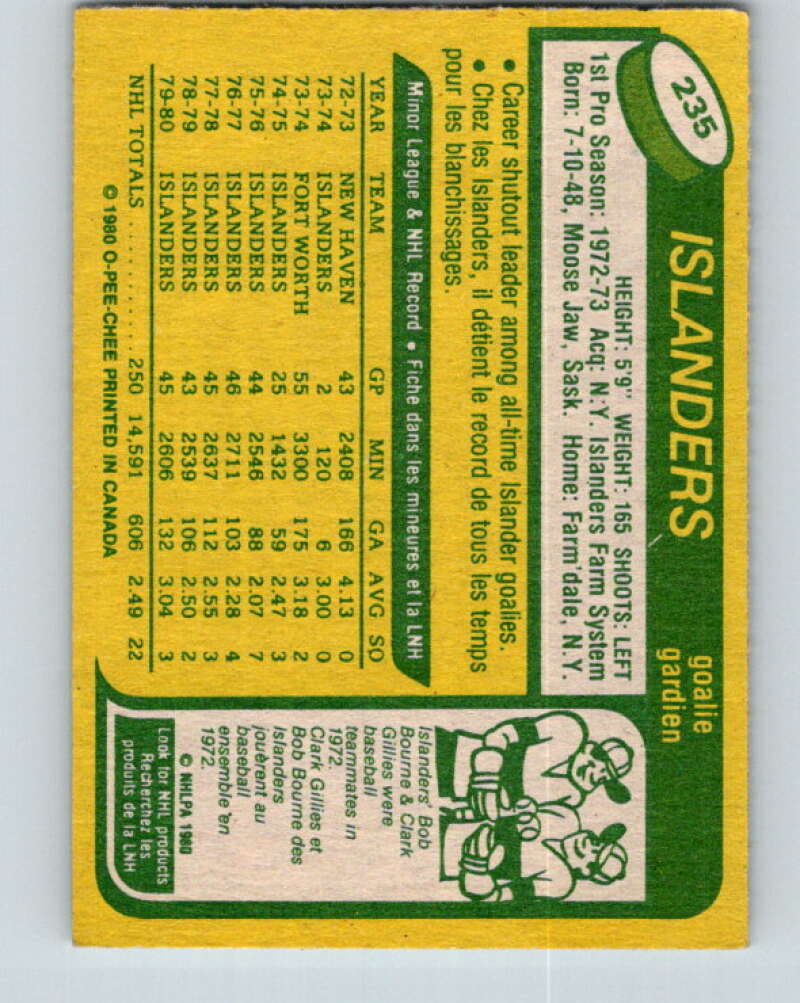 235
ISLANDERS
goalie
gardien
HEIGHT: 5'9" WEIGHT: 165 SHOOTS: LEFT
1st Pro Season: 1972-73 Acq: N.Y. Islanders Farm System
Born: 7-10-48, Moose Jaw, Sask. Home: Farm'dale, N.Y.
• Career shutout leader among all-time Islander goalies.
• Chez les Islanders, il détient le record de tous les temps
pour les blanchissages.
Minor League & NHL Record • Fiche dans les mineures et la LNH
YEAR TEAM GP MIN GA AVG SO
72-73 NEW HAVEN 43 2408 166 4.13 0
73-74 ISLANDERS 2 120 6 3.00 0
73-74 FORT WORTH 55 3300 175 3.18 2
74-75 ISLANDERS 25 1432 59 2.47 3
75-76 ISLANDERS 44 2546 88 2.07 7
76-77 ISLANDERS 46 2711 103 2.28 4
77-78 ISLANDERS 45 2637 112 2.55 3
78-79 ISLANDERS 43 2539 106 2.50 2
79-80 ISLANDERS 45 2606 132 3.04 3
NHL TOTALS .............. 250 14,591 606 2.49 22
© 1980 O-PEE-CHEE PRINTED IN CANADA
Islanders' Bob
Bourne & Clark
Gillies were
baseball
teammates in
1972.
Clark Gillies et
Bob Bourne des
Islanders
jouèrent au
baseball
ensemble en
1972.
© NHLPA 1980
Look for NHL products
Recherchez les
produits de la LNH